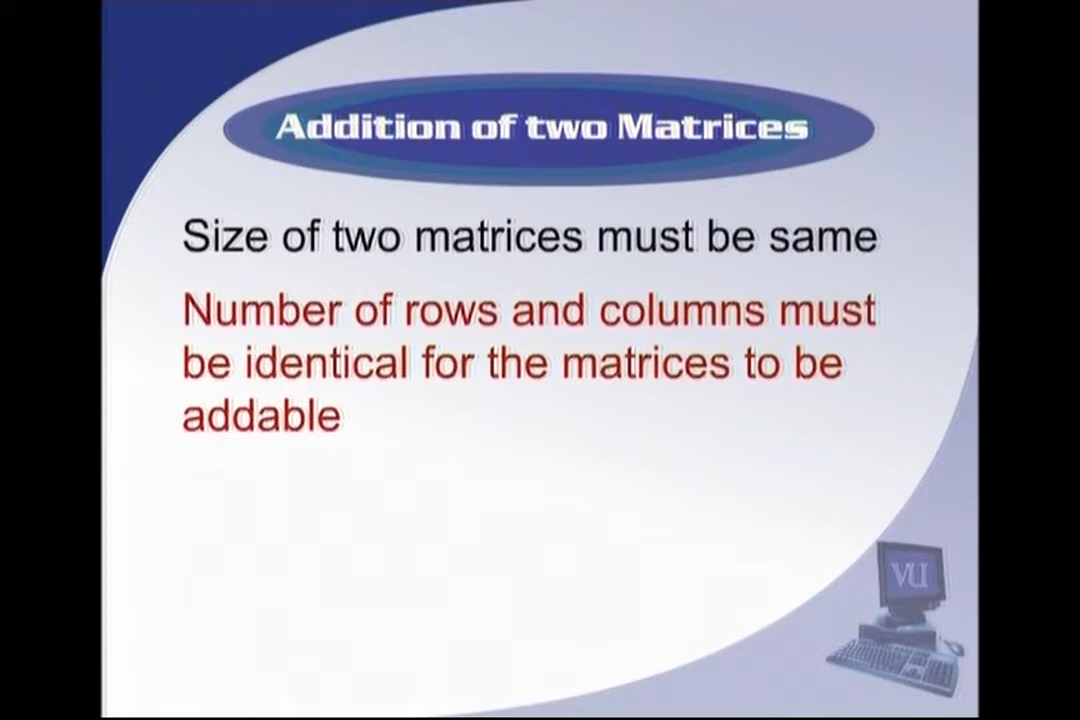 Addition of two Matrices
Size of two matrices must be same
Number of rows and columns must
be identical for the matrices to be
addable
VU